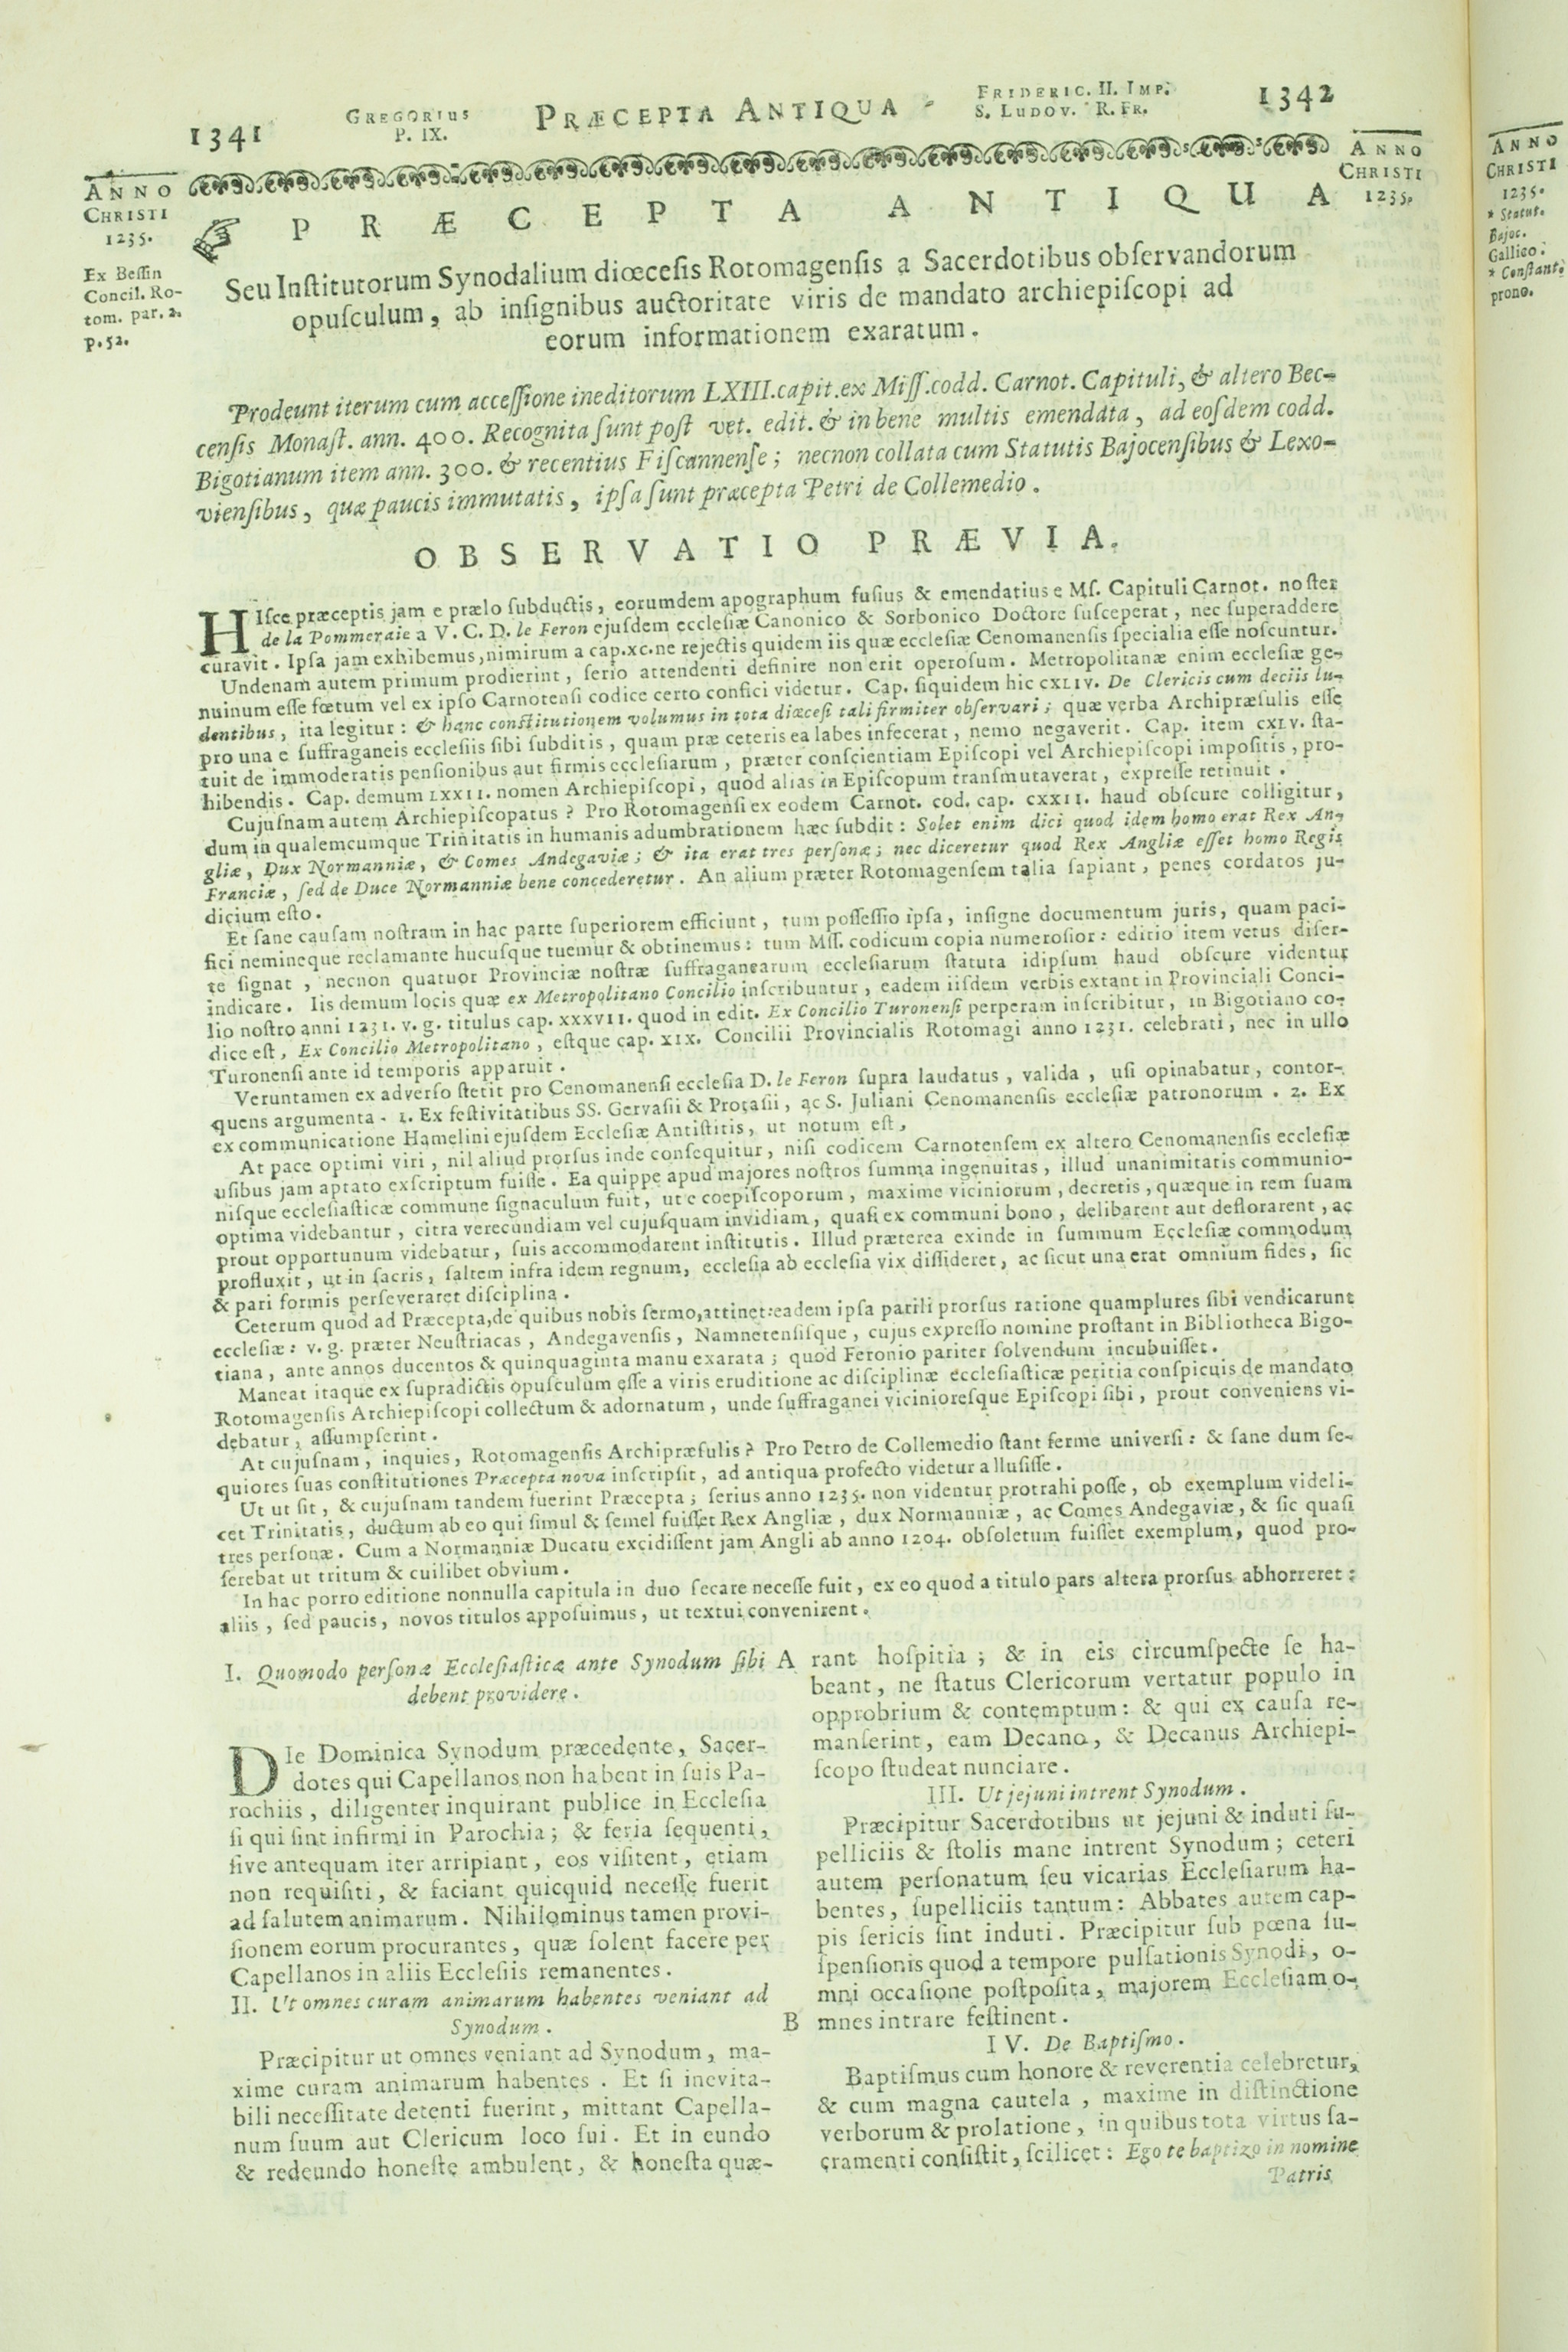 1341
GREGORIUS
P. IX.
PRÆCEPTA ANTIQUA
FRIDERIC. II. IMP.
S. LUDOV. R. FR.
1342
ANNO
CHRISTI
1235.
Ex Beſſin
Concil. Ro-
tom. par. 2.
p. 52.
ANNO
CHRISTI
1235.
PRÆCEPTA ANTIQUA
Seu Inſtitutorum Synodalium diœceſis Rotomagenſis a Sacerdotibus obſervandorum
opuſculum, ab inſignibus auctoritate viris de mandato archiepiſcopi ad
eorum informationem exaratum.
Prodeunt iterum cum acceſſione ineditorum LXIII. capit. ex Miſſ. codd. Carnot. Capituli, & altero Bec-
cenſis Monaſt. ann. 400. Recognita ſunt poſt vet. edit. & in bene multis emendata, ad eoſdem codd.
Bigotianum item ann. 300. & recentius Fiſcannenſe; necnon collata cum Statutis Bajocenſibus & Lexo-
vienſibus, quæ paucis immutatis, ipſa ſunt præcepta Petri de Collemedio.
OBSERVATIO PRÆVIA.
HIſce præceptis jam e prælo ſubductis, eorumdem apographum fuſius & emendatius e Mſ. Capituli Carnot. noſter
de la Pommeraie a V. C. D. le Feron ejuſdem eccleſiæ Canonico & Sorbonico Doctore ſuſceperat, nec ſuperaddere
curavit. Ipſa jam exhibemus, nimirum a cap. XC. ne rejectis quidem iis quæ eccleſiæ Cenomanenſis ſpecialia eſſe noſcuntur.
Undenam autem primum prodierint, ſerio attendenti definire non erit operoſum. Metropolitanæ enim eccleſiæ ge-
nuinum eſſe fœtum vel ex ipſo Carnotenſi codice certo confici videtur. Cap. ſiquidem hic CXLIV. De Clericis cum deciis lu-
dentibus, ita legitur: & hanc conſtitutionem volumus in tota diœceſi tali firmiter obſervari; quæ verba Archipræſulis eſſe
pro una e ſuffraganeis eccleſiis ſibi ſubditis, quam præ ceteris ea labes infecerat, nemo negaverit. Cap. item CXLV. ſta-
tuit de immoderatis penſionibus aut firmis eccleſiarum, præter conſcientiam Epiſcopi vel Archiepiſcopi impoſitis, pro-
hibendis. Cap. demum LXXII. nomen Archiepiſcopi, quod alias in Epiſcopum tranſmutaverat, expreſſe retinuit.
Cujuſnam autem Archiepiſcopatus? Pro Rotomagenſi ex eodem Carnot. cod. cap. CXXII. haud obſcure colligitur,
dum in qualemcumque Trinitatis in humanis adumbrationem hæc ſubdit: Solet enim dici quod idem homo erat Rex An-
gliæ, Dux Normanniæ, & Comes Andegaviæ; & ita erat tres perſonæ; nec diceretur quod Rex Angliæ eſſet homo Regis
Franciæ, ſed de Duce Normanniæ bene concederetur. An alium præter Rotomagenſem talia ſapiant, penes cordatos ju-
dicium eſto.
Et ſane cauſam noſtram in hac parte ſuperiorem efficiunt, tum poſſeſſio ipſa, inſigne documentum juris, quam paci-
fici nemineque reclamante hucuſque tuemur & obtinemus: tum Mſſ. codicum copia numeroſior: editio item vetus diſer-
te ſignat, necnon quatuor Provinciæ noſtræ ſuffraganearum eccleſiarum ſtatuta idipſum haud obſcure videntur
indicare. Iis demum locis quæ ex Metropolitano Concilio inſcribuntur, eadem iiſdem verbis extant in Provinciali Conci-
lio noſtro anni 1231. v. g. titulus cap. XXXVII. quod in edit. Ex Concilio Turonenſi perperam inſcribitur, in Bigotiano co-
dice eſt, Ex Concilio Metropolitano, eſtque cap. XIX. Concilii Provincialis Rotomagi anno 1231. celebrati, nec in ullo
Turonenſi ante id temporis apparuit.
Veruntamen ex adverſo ſtetit pro Cenomanenſi eccleſia D. le Feron ſupra laudatus, valida, uſi opinabatur, contor-
quens argumenta. 1. Ex feſtivitatibus SS. Gervaſii & Protaſii, ac S. Juliani Cenomanenſis eccleſiæ patronorum. 2. Ex
ex communicatione Hamelini ejuſdem Eccleſiæ Antiſtitis, ut notum eſt,
At pace optimi viri, nil aliud prorſus inde conſequitur, niſi codicem Carnotenſem ex altero Cenomanenſis eccleſiæ
uſibus jam aptato exſcriptum fuiſſe. Ea quippe apud majores noſtros ſumma ingenuitas, illud unanimitatis communio-
niſque eccleſiaſticæ commune ſignaculum fuit, ut e coepiſcoporum, maxime viciniorum, decretis, quæque in rem ſuam
optima videbantur, citra verecundiam vel cujuſquam invidiam, quaſi ex communi bono, delibarent aut deflorarent, ac
prout opportunum videbatur, ſuis accommodarent inſtitutis. Illud præterea exinde in ſummum Eccleſiæ commodum
profluxit, ut in ſacris, ſaltem infra idem regnum, eccleſia ab eccleſia vix diſſideret, ac ſicut una erat omnium fides, ſic
& pari formis perſeveraret diſciplina.
Ceterum quod ad Præcepta, de quibus nobis ſermo, attinet: eadem ipſa parili prorſus ratione quamplures ſibi vendicarunt
eccleſiæ: v. g. præter Neuſtriacas, Andegavenſis, Namnetenſiſque, cujus expreſſo nomine proſtant in Bibliotheca Bigo-
tiana, ante annos ducentos & quinquaginta manu exarata; quod Feronio pariter ſolvendum incubuiſſet.
Maneat itaque ex ſupradictis opuſculum eſſe a viris eruditione ac diſciplinæ eccleſiaſticæ peritia conſpicuis de mandato
Rotomagenſis Archiepiſcopi collectum & adornatum, unde ſuffraganei vicinioreſque Epiſcopi ſibi, prout conveniens vi-
debatur, aſſumpſerint.
At cujuſnam, inquies, Rotomagenſis Archipræſulis? Pro Petro de Collemedio ſtant ferme univerſi: & ſane dum ſe-
quiores ſuas conſtitutiones Præcepta nova inſcripſit, ad antiqua profecto videtur alluſiſſe.
Ut ut ſit, & cujuſnam tandem fuerint Præcepta; ſerius anno 1235. non videntur protrahi poſſe, ob exemplum videli-
cet Trinitatis, ductum ab eo qui ſimul & ſemel fuiſſet Rex Angliæ, dux Normanniæ, ac Comes Andegaviæ, & ſic quaſi
tres perſonæ. Cum a Normanniæ Ducatu excidiſſent jam Angli ab anno 1204. obſoletum fuiſſet exemplum, quod pro-
ferebat ut tritum & cuilibet obvium.
In hac porro editione nonnulla capitula in duo ſecare neceſſe fuit, ex eo quod a titulo pars altera prorſus abhorreret:
aliis, ſed paucis, novos titulos appoſuimus, ut textui convenirent.
I. Quomodo perſonæ Eccleſiaſticæ ante Synodum ſibi
debent providere.
DIe Dominica Synodum præcedente, Sacer-
dotes qui Capellanos non habent in ſuis Pa-
rochiis, diligenter inquirant publice in Eccleſia
ſi qui ſint infirmi in Parochia; & feria ſequenti,
ſive antequam iter arripiant, eos viſitent, etiam
non requiſiti, & faciant quicquid neceſſe fuerit
ad ſalutem animarum. Nihilominus tamen provi-
ſionem eorum procurantes, quæ ſolent facere per
Capellanos in aliis Eccleſiis remanentes.
II. Ut omnes curam animarum habentes veniant ad
Synodum.
Præcipitur ut omnes veniant ad Synodum, ma-
xime curam animarum habentes. Et ſi inevita-
bili neceſſitate detenti fuerint, mittant Capella-
num ſuum aut Clericum loco ſui. Et in eundo
& redeundo honeſte ambulent, & honeſta quæ-
A
B
rant hoſpitia; & in eis circumſpecte ſe ha-
beant, ne ſtatus Clericorum vertatur populo in
opprobrium & contemptum: & qui ex cauſa re-
manſerint, eam Decano, & Decanus Archiepi-
ſcopo ſtudeat nunciare.
III. Ut jejuni intrent Synodum.
Præcipitur Sacerdotibus ut jejuni & induti ſu-
pelliciis & ſtolis mane intrent Synodum; ceteri
autem perſonatum ſeu vicarias Eccleſiarum ha-
bentes, ſupelliciis tantum: Abbates autem cap-
pis ſericis ſint induti. Præcipitur ſub pœna ſu-
ſpenſionis quod a tempore pulſationis Synodi, o-
mni occaſione poſtpoſita, majorem Eccleſiam o-
mnes intrare feſtinent.
IV. De Baptiſmo.
Baptiſmus cum honore & reverentia celebretur,
& cum magna cautela, maxime in diſtinctione
verborum & prolatione, in quibus tota virtus ſa-
cramenti conſiſtit, ſcilicet: Ego te baptizo in nomine
Patris
ANNO
CHRISTI
1235.
* Statut.
Bajoc.
Gallico:
* Conſtant.
prono.